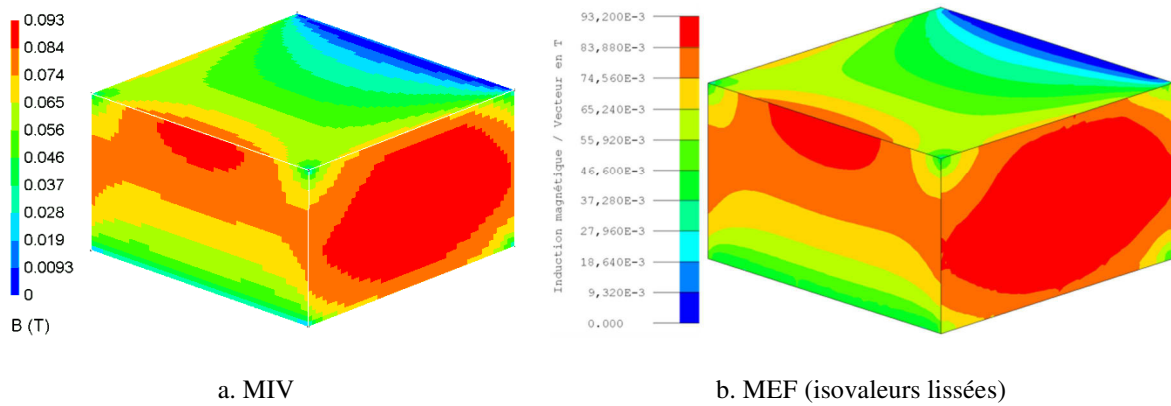 0.093
0.084
0.074
0.065
0.056
0.046
0.037
0.028
0.019
0.0093
0
B (T)
Induction magnétique / Vecteur en T
93,200E-3
83,880E-3
74,560E-3
65,240E-3
55,920E-3
46,600E-3
37,280E-3
27,960E-3
18,640E-3
9,320E-3
0.000
a. MIV
b. MEF (isovaleurs lissées)